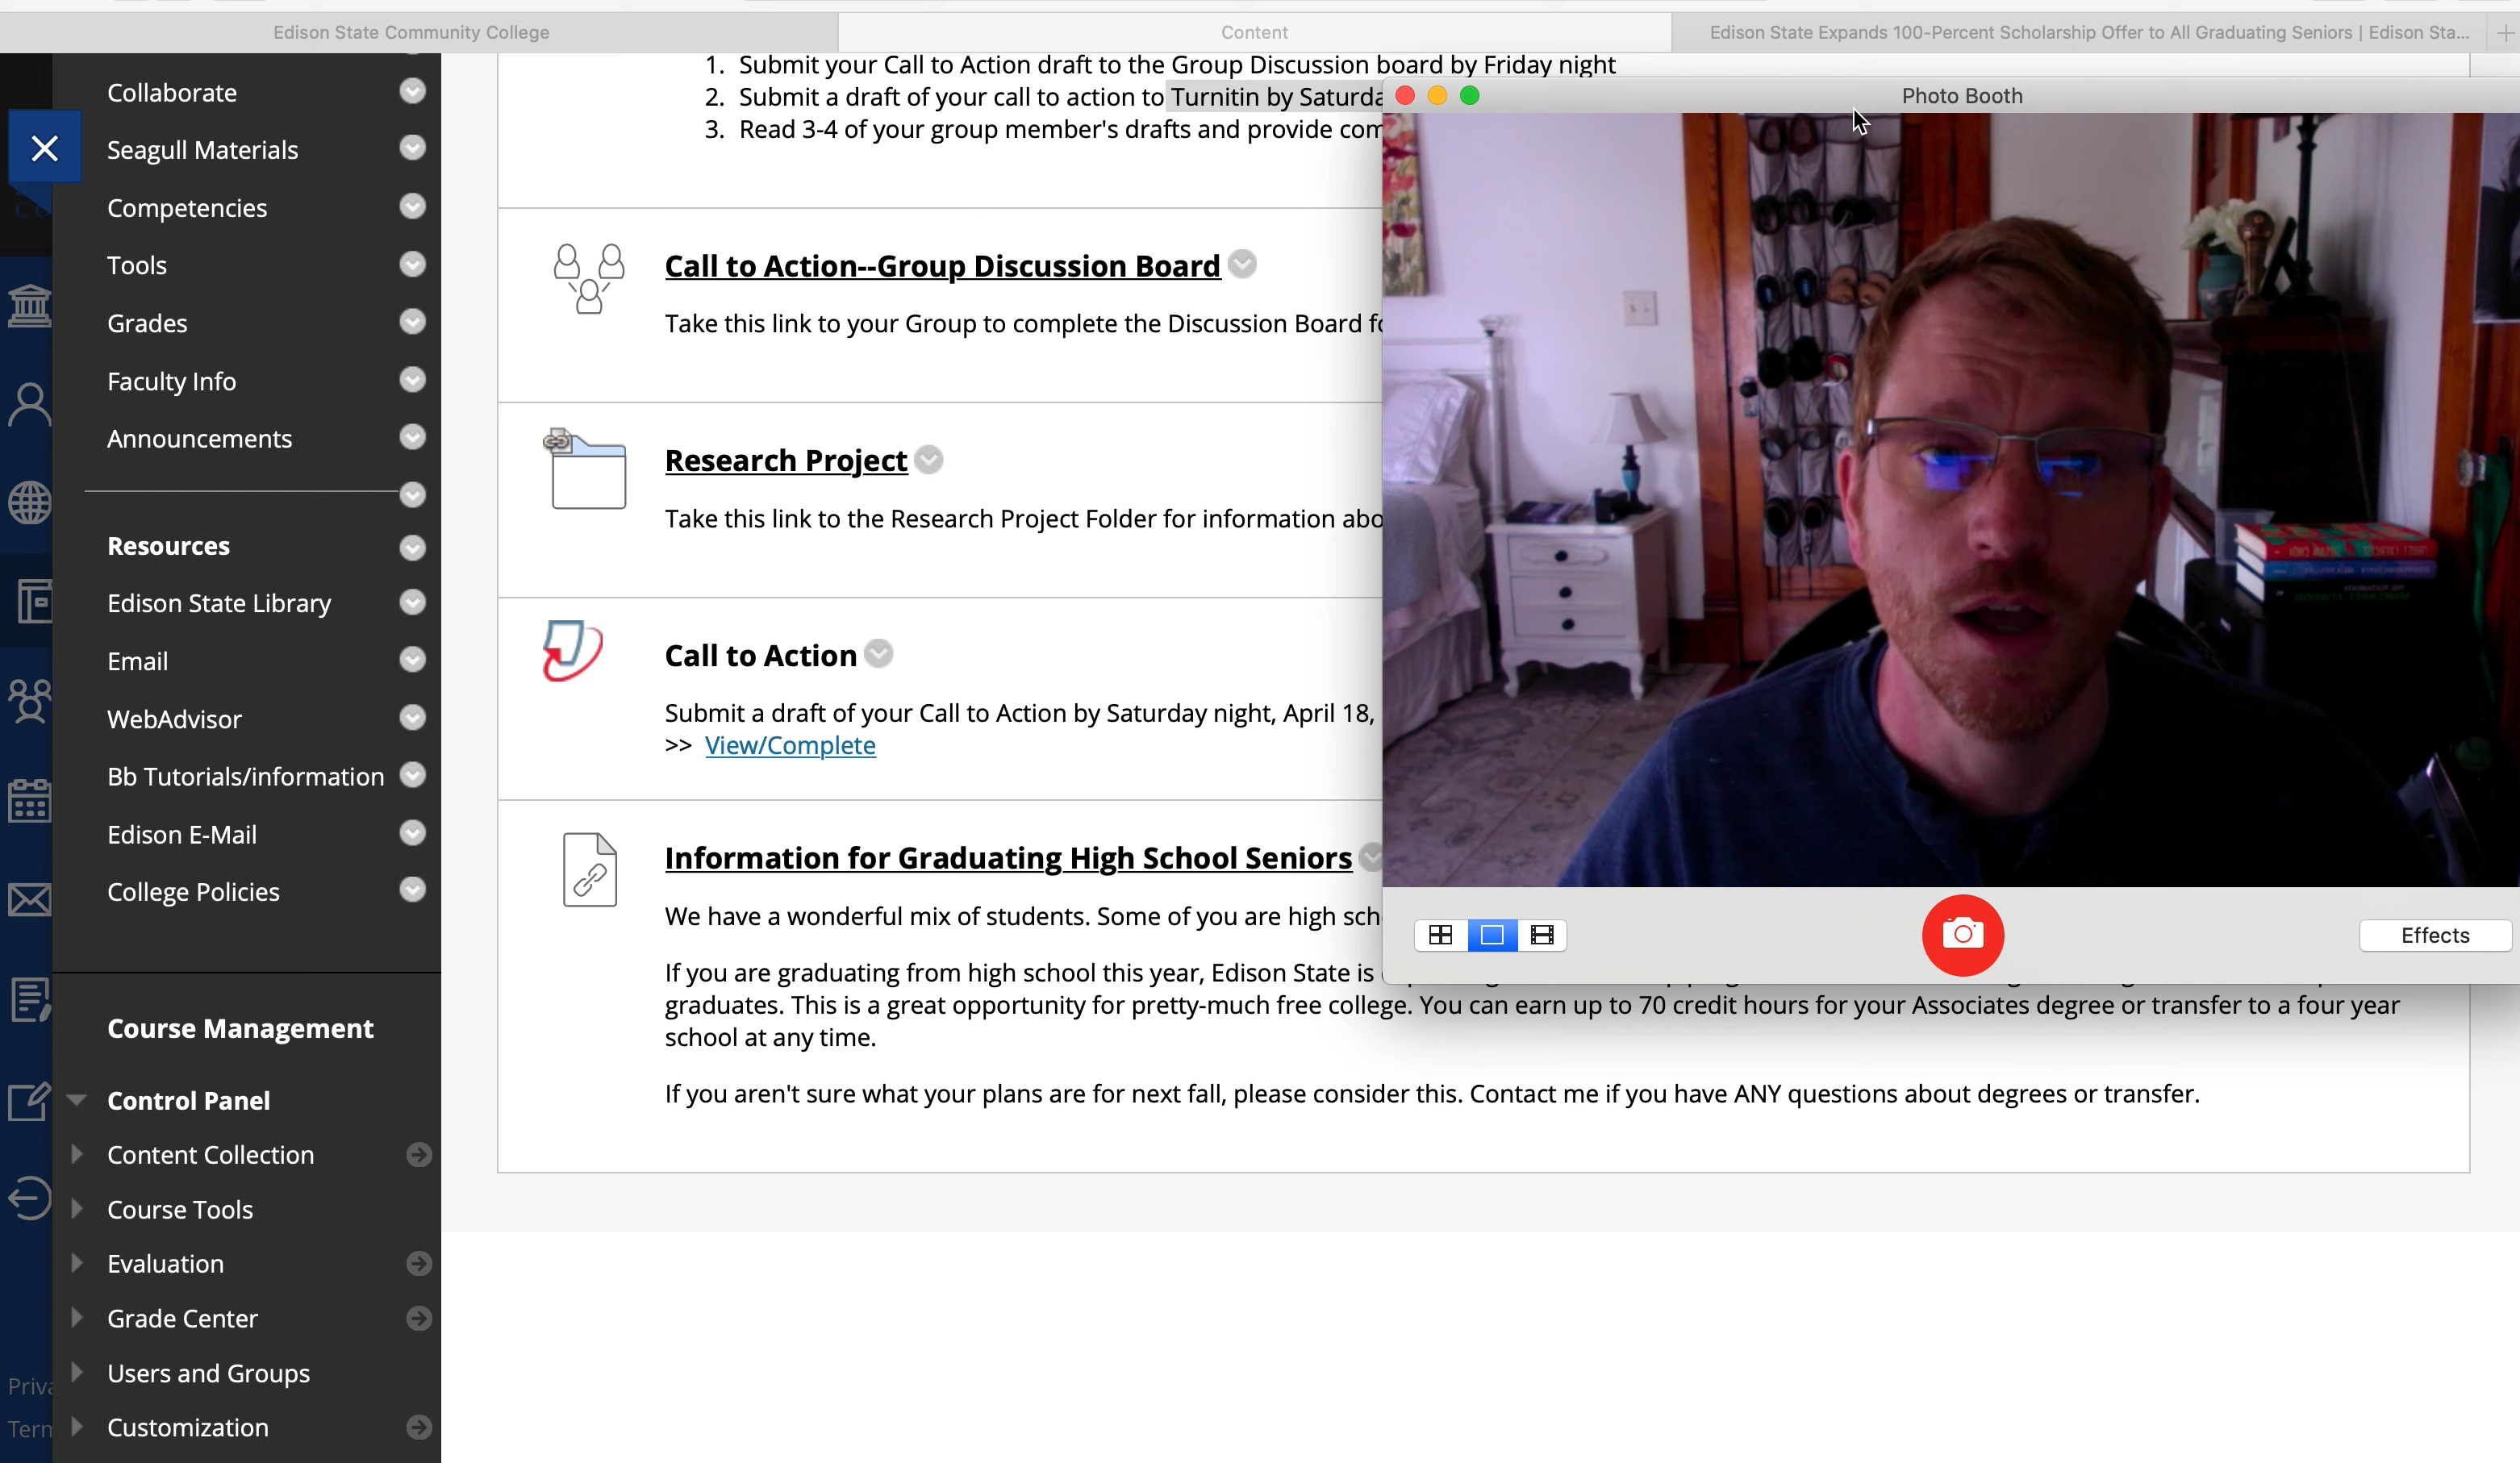 Edison State Community College
Content
Edison State Expands 100-Percent Scholarship Offer to All Graduating Seniors | Edison Sta...
Collaborate
Seagull Materials
Competencies
Tools
Grades
Faculty Info
Announcements
Resources
Edison State Library
Email
WebAdvisor
Bb Tutorials/information
Edison E-Mail
College Policies
Course Management
Control Panel
Content Collection
Course Tools
Evaluation
Grade Center
Users and Groups
Customization
Priva
Term
1. Submit your Call to Action draft to the Group Discussion board by Friday night
2. Submit a draft of your call to action to Turnitin by Saturda
3. Read 3-4 of your group member's drafts and provide com
Call to Action--Group Discussion Board
Take this link to your Group to complete the Discussion Board fo
Research Project
Take this link to the Research Project Folder for information abo
Call to Action
Submit a draft of your Call to Action by Saturday night, April 18,
>> View/Complete
Information for Graduating High School Seniors
We have a wonderful mix of students. Some of you are high sch
If you are graduating from high school this year, Edison State is
graduates. This is a great opportunity for pretty-much free college. You can earn up to 70 credit hours for your Associates degree or transfer to a four year
school at any time.
If you aren't sure what your plans are for next fall, please consider this. Contact me if you have ANY questions about degrees or transfer.
Photo Booth
Effects